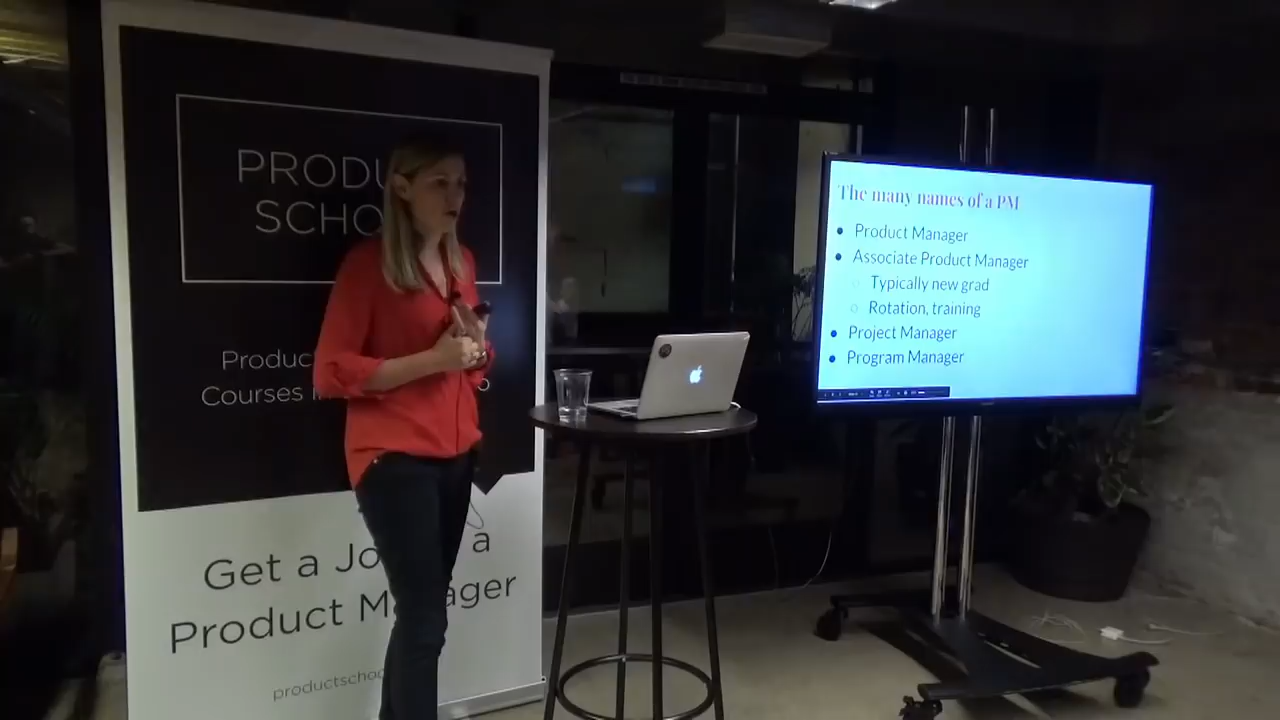 PRODU
SCHO
Produc
Courses i
o
Get a Jo a
Product M ager
productschoo
The many names of a PM
Product Manager
Associate Product Manager
Typically new grad
Rotation, training
Project Manager
Program Manager